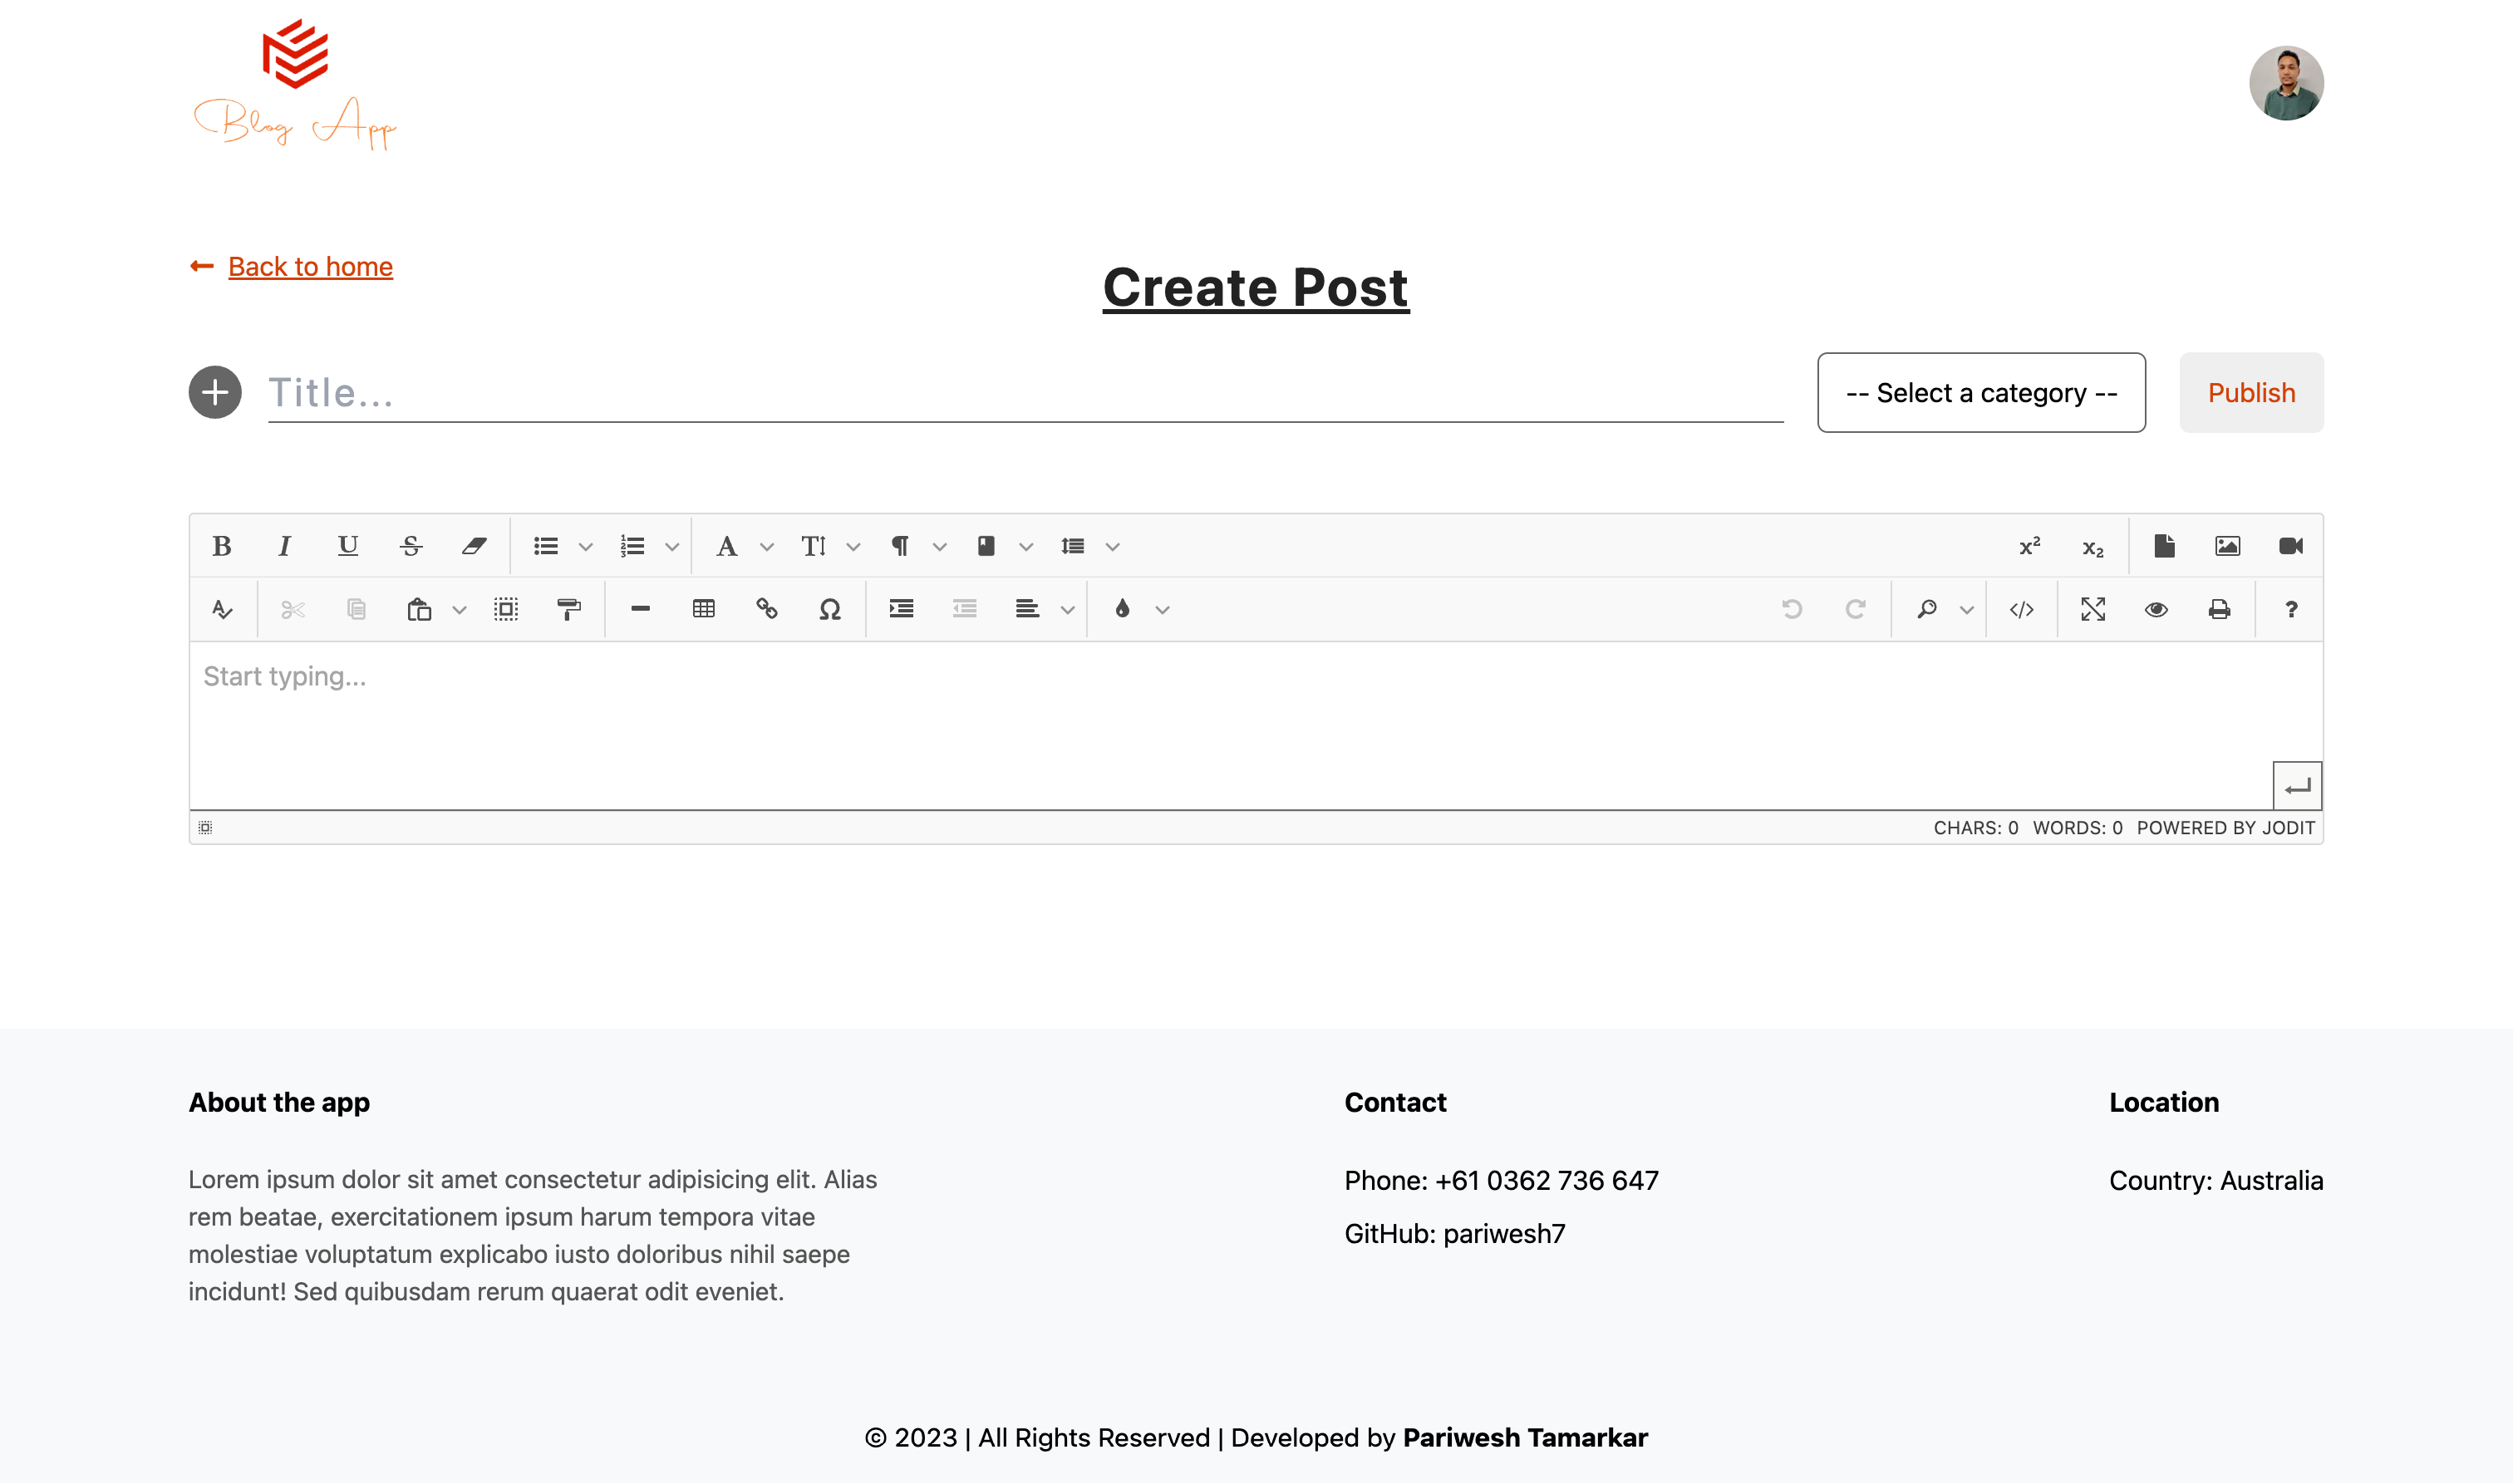 Blog App
Back to home
Create Post
Title...
-- Select a category --
Publish
Start typing...
CHARS: 0 WORDS: 0 POWERED BY JODIT
About the app
Lorem ipsum dolor sit amet consectetur adipisicing elit. Alias
rem beatae, exercitationem ipsum harum tempora vitae
molestiae voluptatum explicabo iusto doloribus nihil saepe
incidunt! Sed quibusdam rerum quaerat odit eveniet.
Contact
Phone: +61 0362 736 647
GitHub: pariwesh7
Location
Country: Australia
© 2023 | All Rights Reserved | Developed by Pariwesh Tamarkar